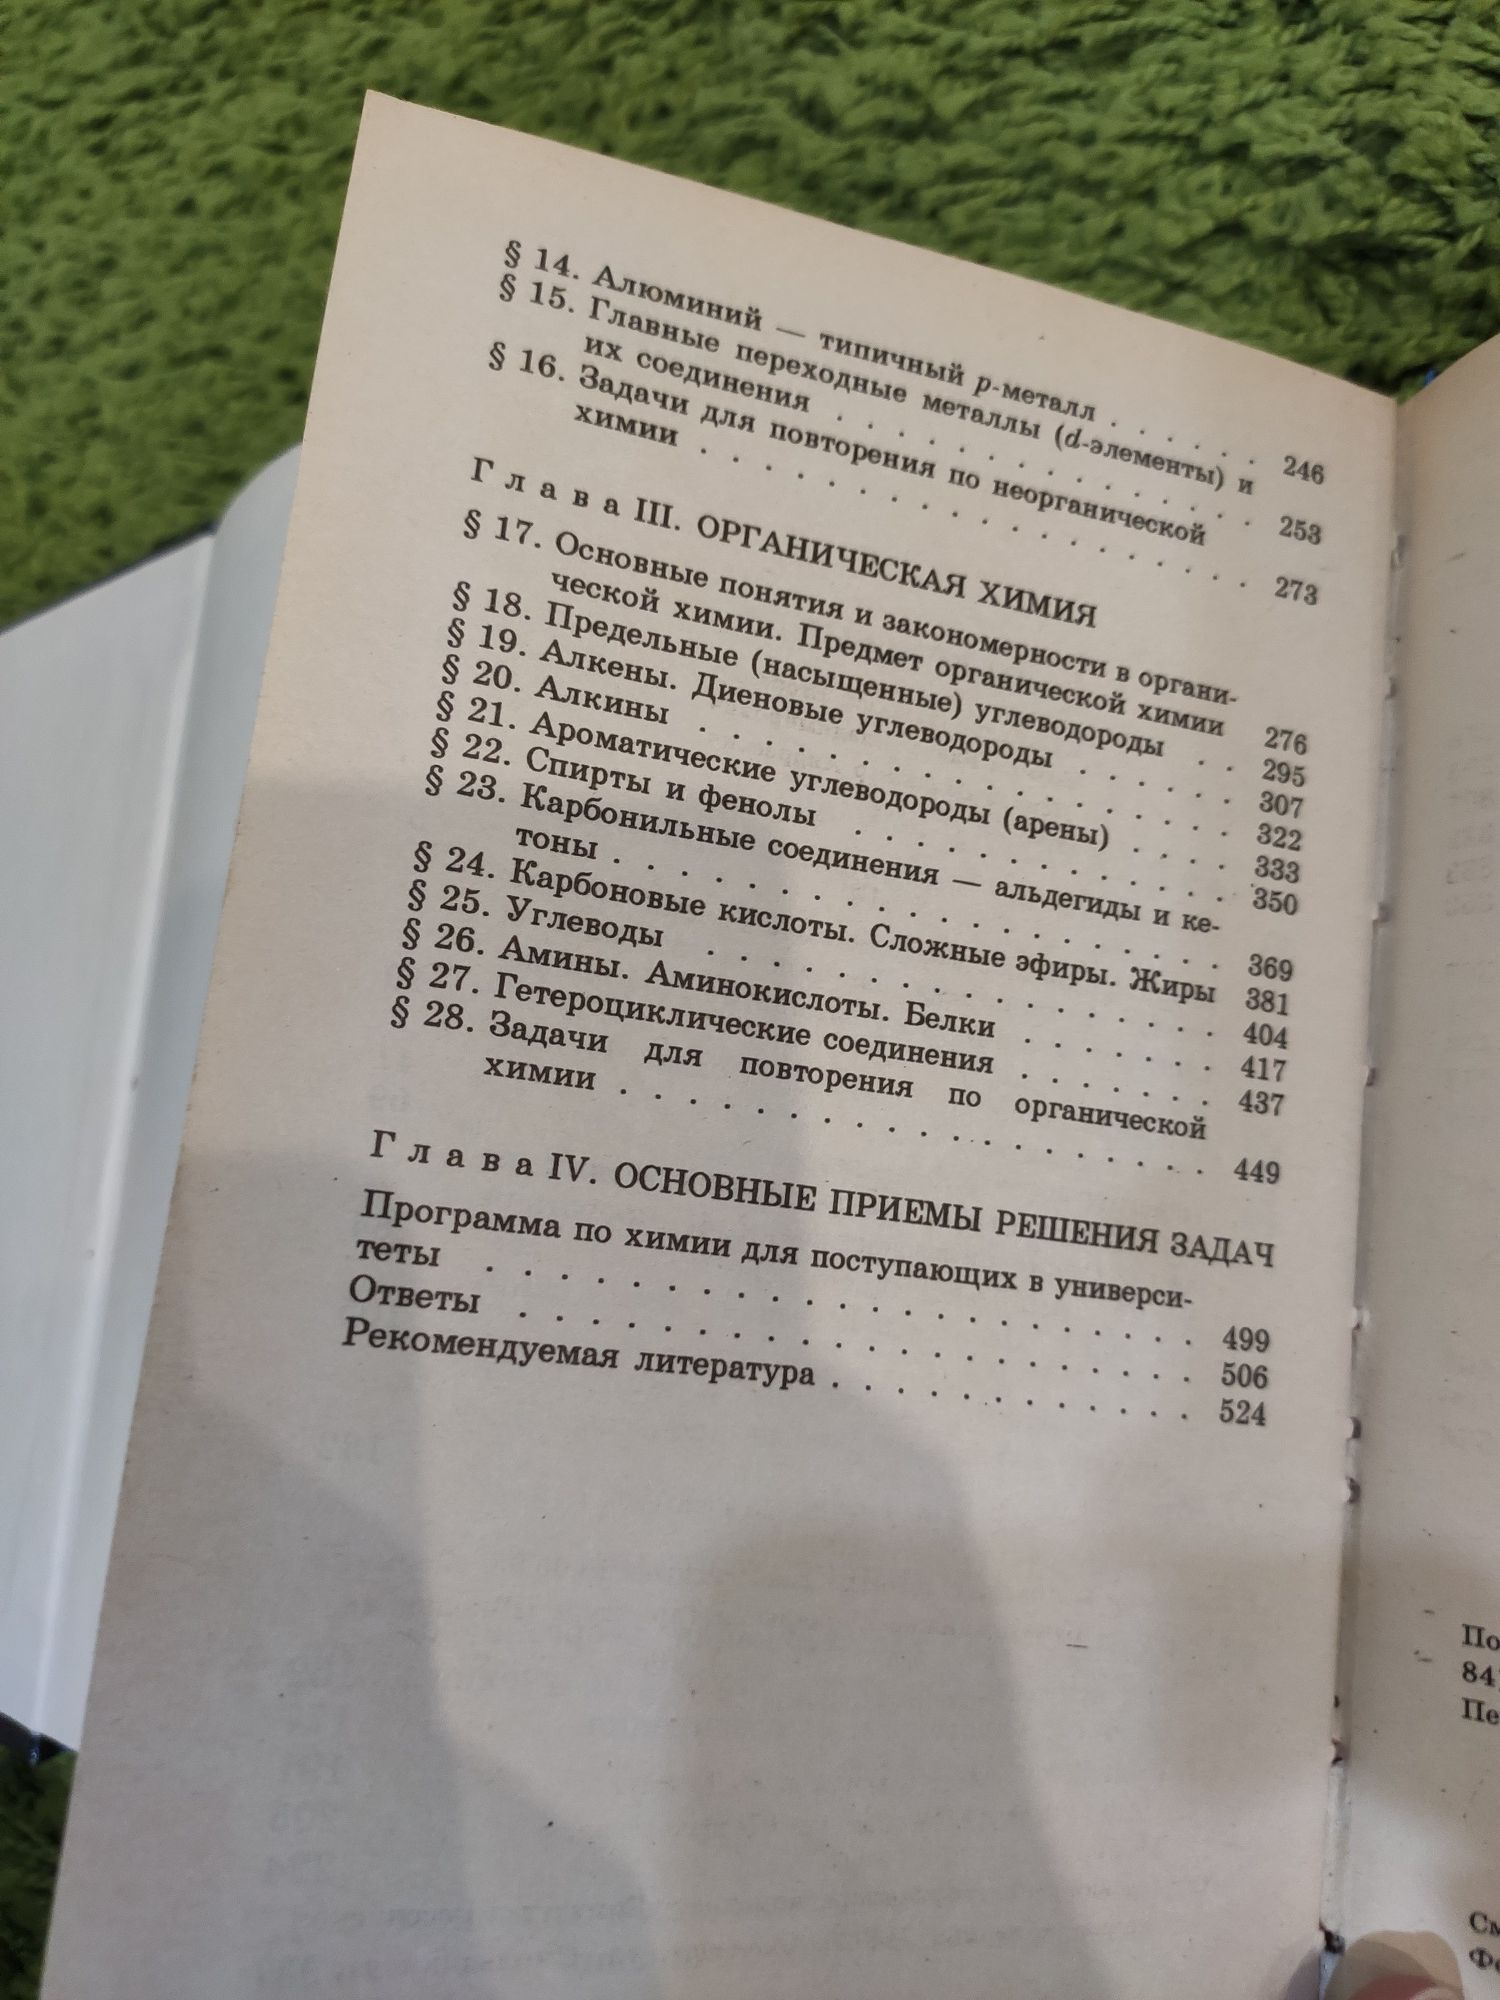 § 14. Алюминий — типичный p-металл . . . . . . 246
§ 15. Главные переходные металлы (d-элементы) и
их соединения . . . . . . . . . . . . . 253
§ 16. Задачи для повторения по неорганической
химии . . . . . . . . . . . . . . . . 273
Г л а в а III. ОРГАНИЧЕСКАЯ ХИМИЯ
§ 17. Основные понятия и закономерности в органи-
ческой химии. Предмет органической химии 276
§ 18. Предельные (насыщенные) углеводороды . . 295
§ 19. Алкены. Диеновые углеводороды . . . . . . 307
§ 20. Алкины . . . . . . . . . . . . . . . . . 322
§ 21. Ароматические углеводороды (арены) . . . . 333
§ 22. Спирты и фенолы . . . . . . . . . . . . . 350
§ 23. Карбонильные соединения — альдегиды и ке-
тоны . . . . . . . . . . . . . . . . . . 369
§ 24. Карбоновые кислоты. Сложные эфиры. Жиры 381
§ 25. Углеводы . . . . . . . . . . . . . . . . 404
§ 26. Амины. Аминокислоты. Белки . . . . . . . 417
§ 27. Гетероциклические соединения . . . . . . . 437
§ 28. Задачи для повторения по органической
химии . . . . . . . . . . . . . . . . . . 449
Г л а в а IV. ОСНОВНЫЕ ПРИЕМЫ РЕШЕНИЯ ЗАДАЧ
Программа по химии для поступающих в универси-
теты . . . . . . . . . . . . . . . . . . 499
Ответы . . . . . . . . . . . . . . . . . . 506
Рекомендуемая литература . . . . . . . . . . . 524